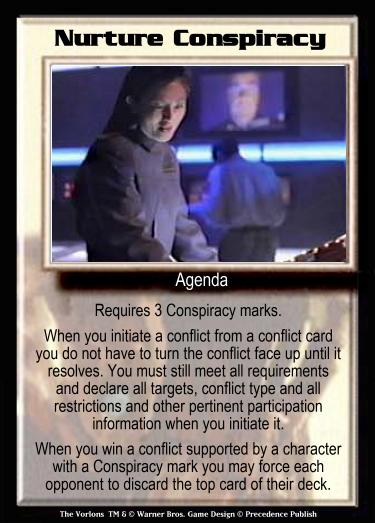 Nurture Conspiracy
Agenda
Requires 3 Conspiracy marks.
When you initiate a conflict from a conflict card
you do not have to turn the conflict face up until it
resolves. You must still meet all requirements
and declare all targets, conflict type and all
restrictions and other pertinent participation
information when you initiate it.
When you win a conflict supported by a character
with a Conspiracy mark you may force each
opponent to discard the top card of their deck.
The Vorlons TM & © Warner Bros. Game Design © Precedence Publish